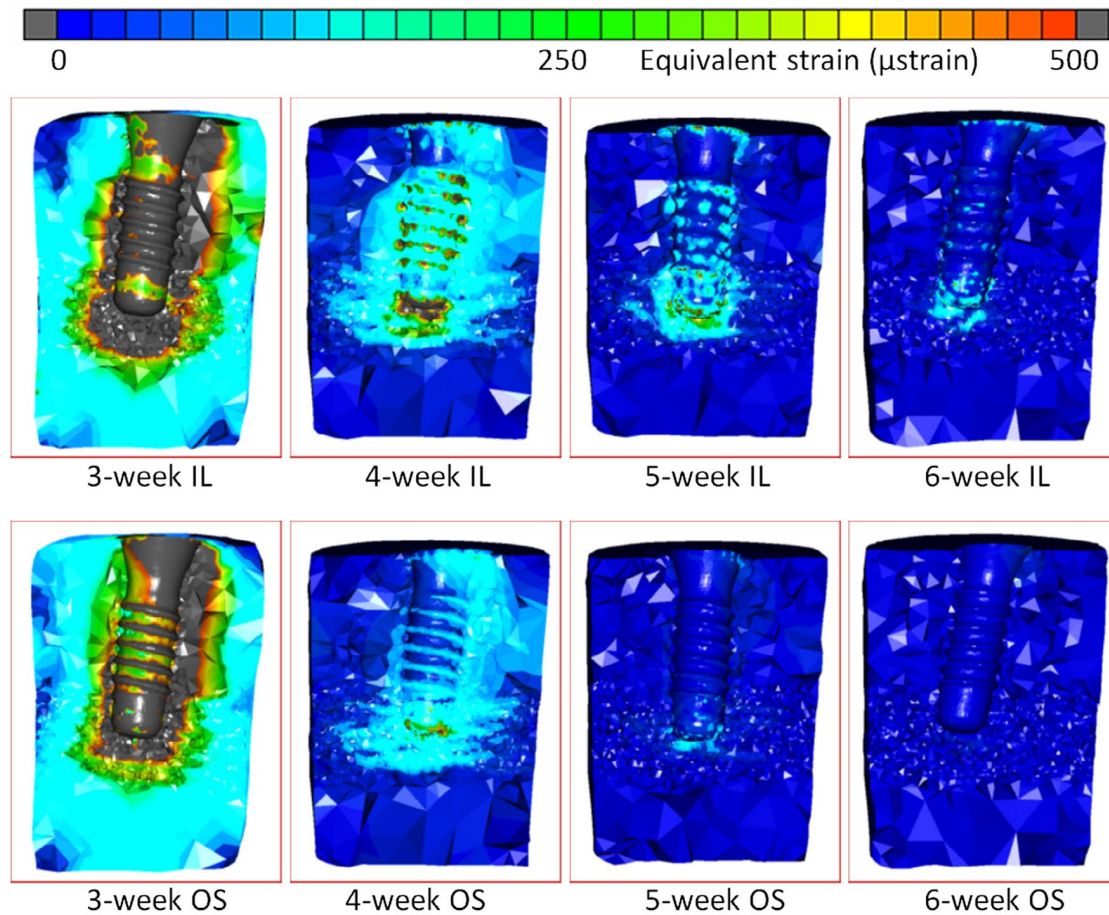 0 250 Equivalent strain (µstrain) 500
3-week IL 4-week IL 5-week IL 6-week IL
3-week OS 4-week OS 5-week OS 6-week OS